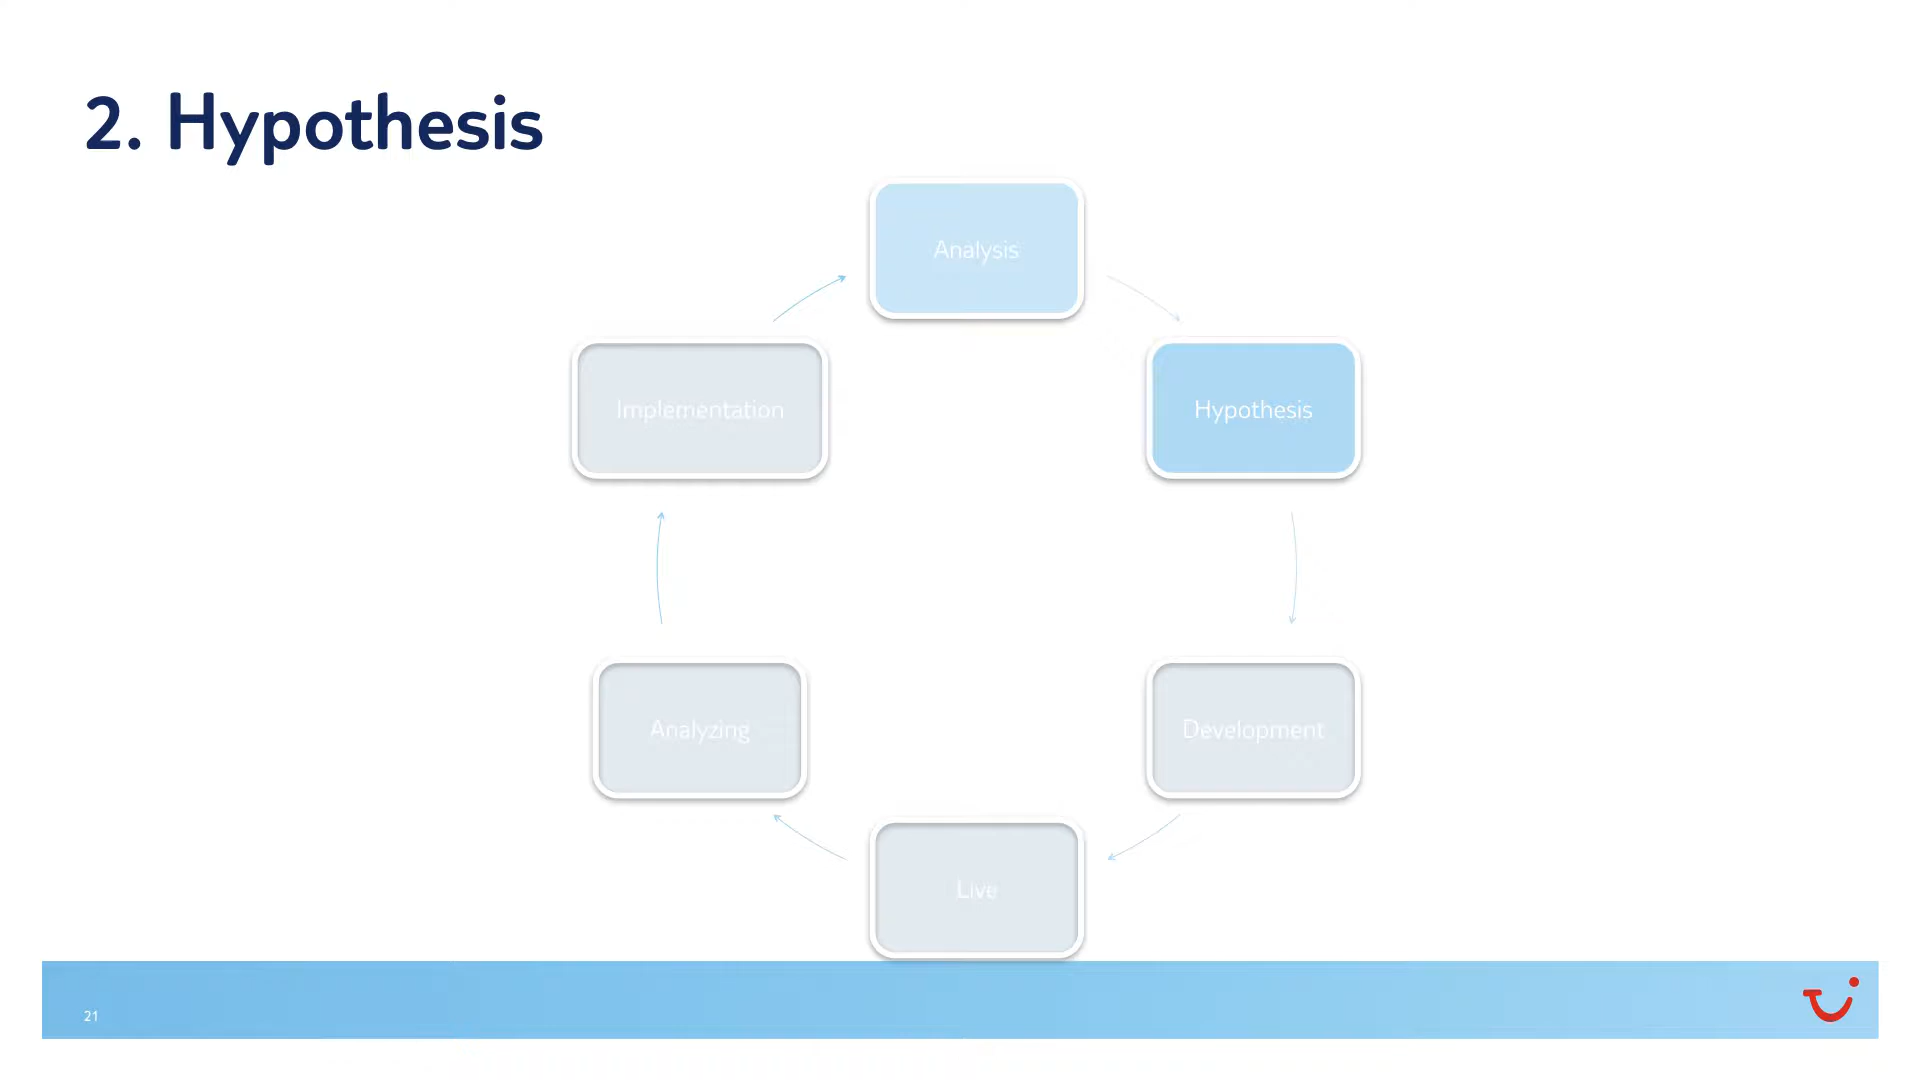 2. Hypothesis
Analysis
Implementation
Hypothesis
Analyzing
Development
Live
21